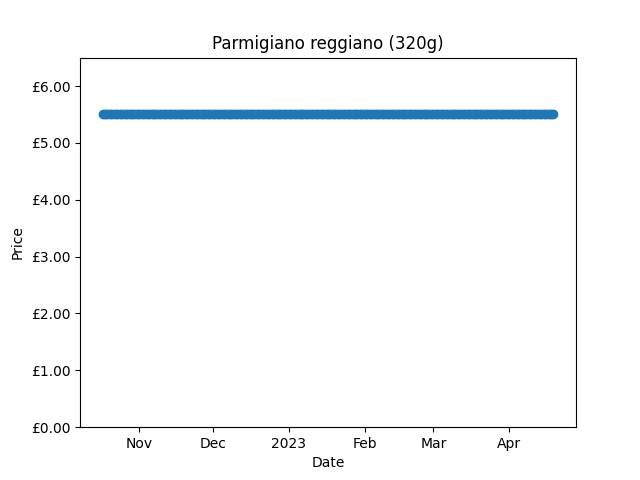 Parmigiano reggiano (320g)
£6.00
£5.00
£4.00
£3.00
£2.00
£1.00
£0.00
Price
Nov Dec 2023 Feb Mar Apr
Date